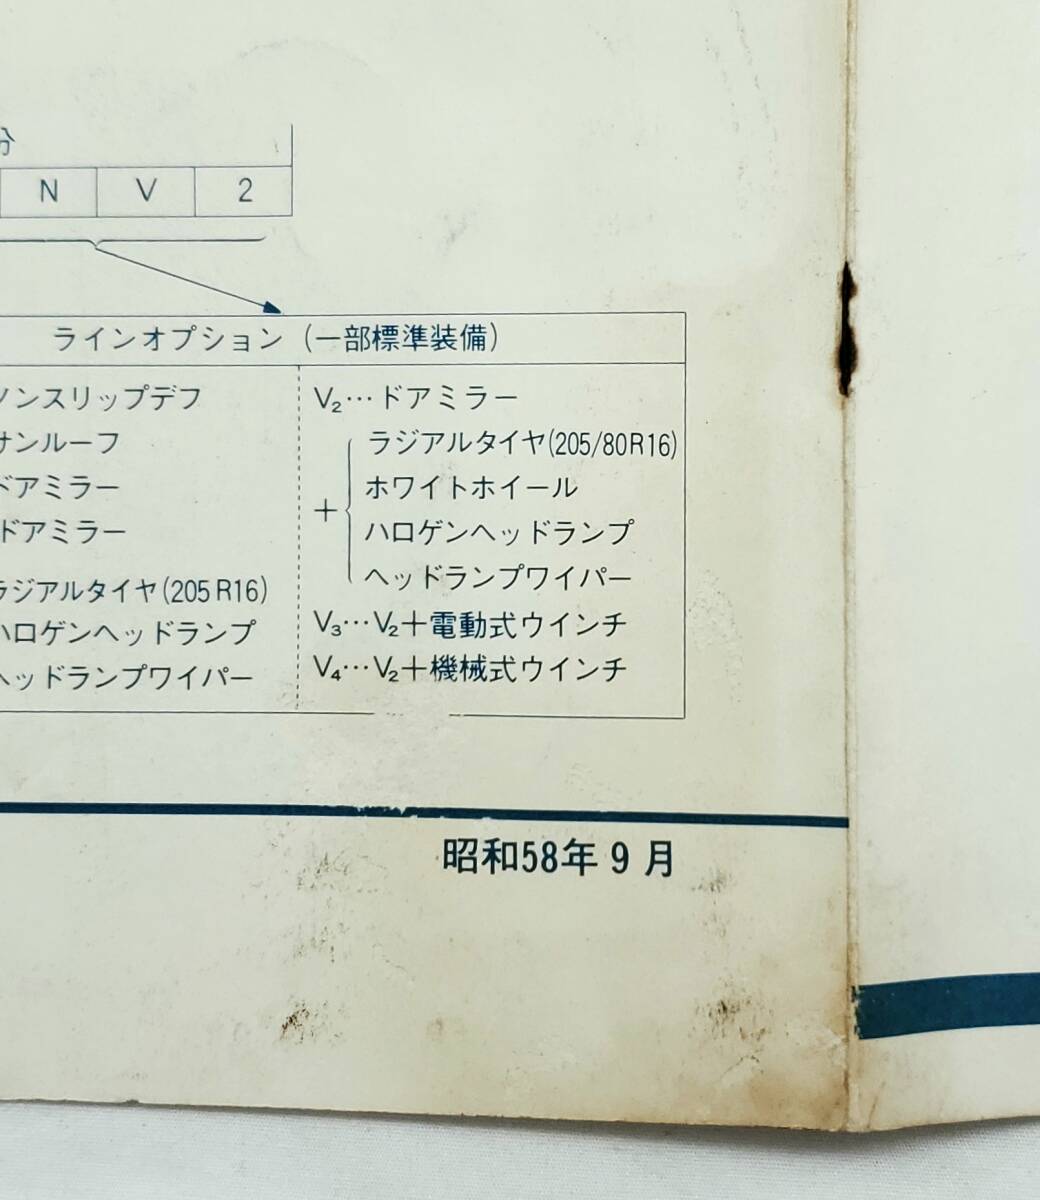 分
N V 2
ラインオプション (一部標準装備)
ノンスリップデフ
サンルーフ
ドアミラー
ドアミラー
ラジアルタイヤ(205 R16)
ハロゲンヘッドランプ
ヘッドランプワイパー
V₂…ドアミラー
ラジアルタイヤ(205/80R16)
ホワイトホイール
+
ハロゲンヘッドランプ
ヘッドランプワイパー
V₃…V₂+電動式ウインチ
V₄…V₂+機械式ウインチ
昭和58年9月